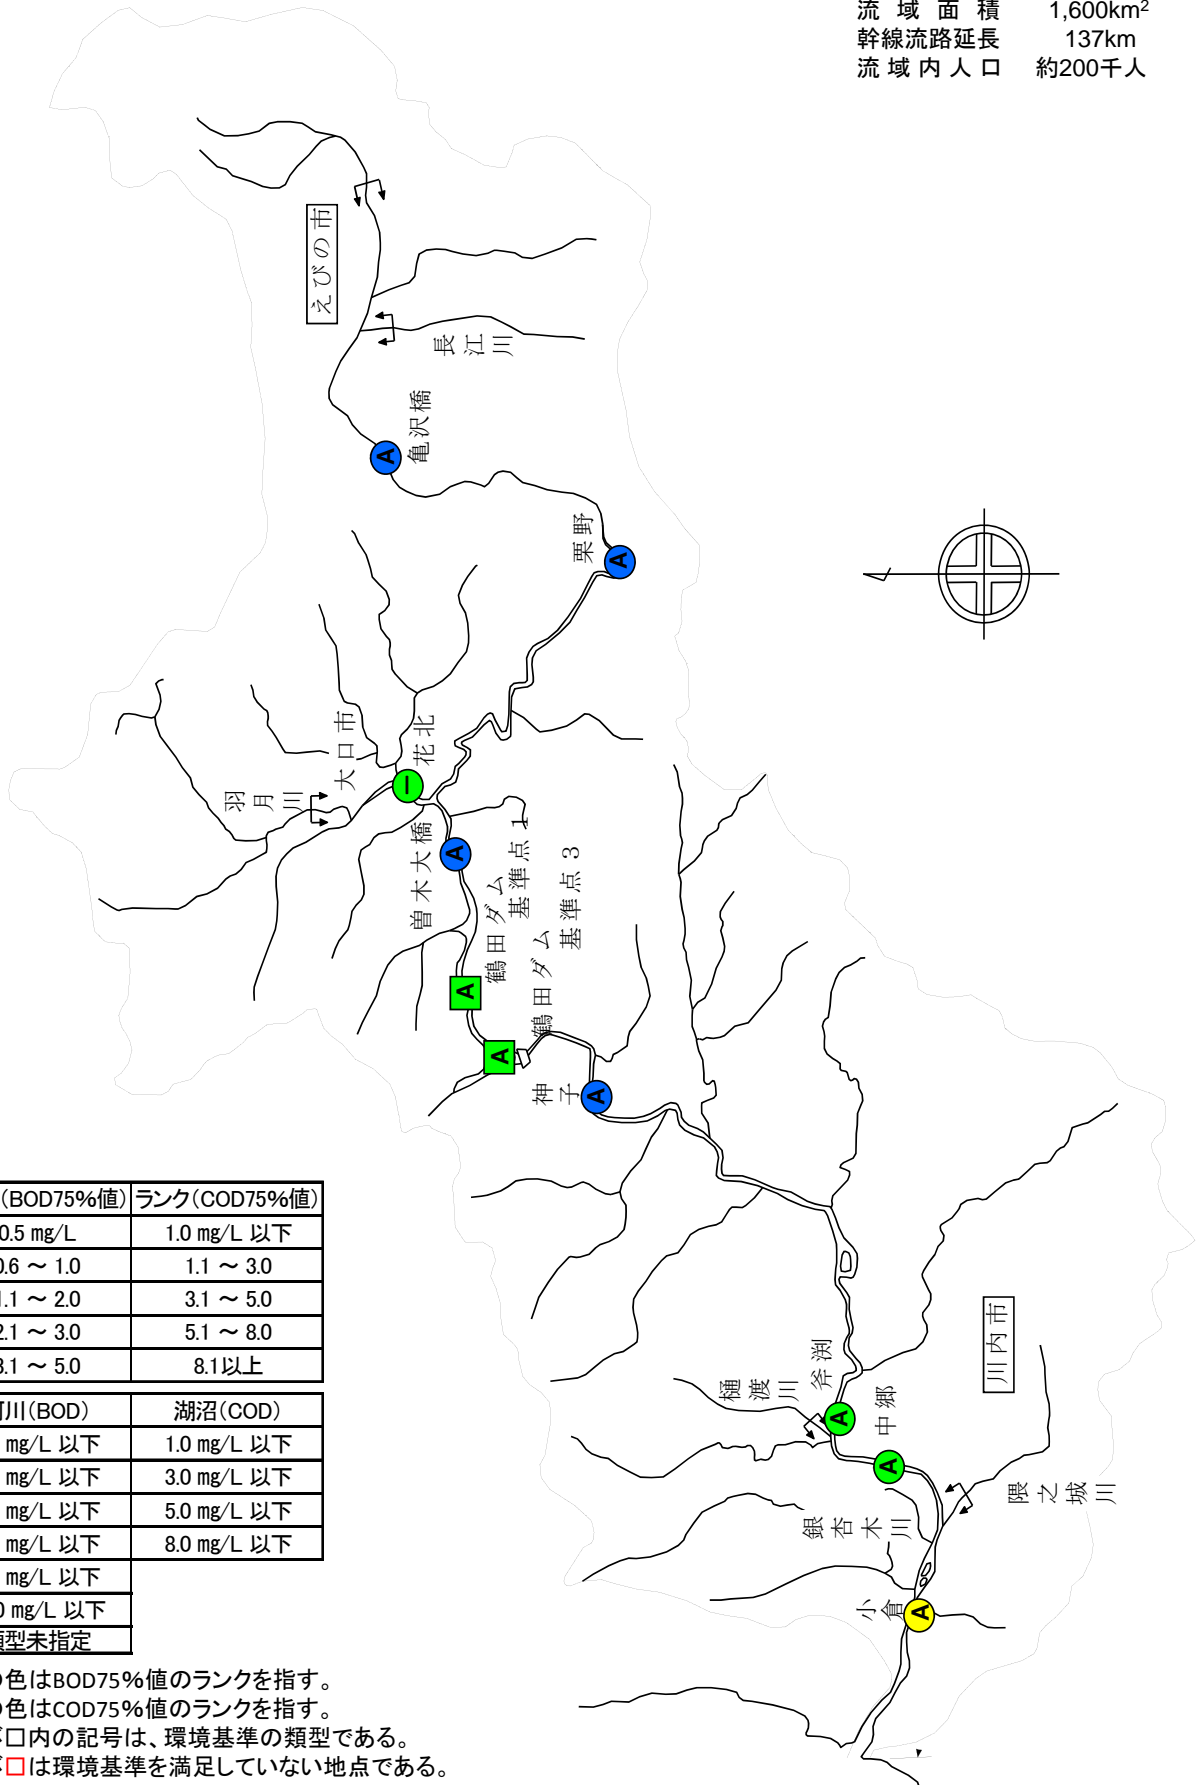 流域面積 1,600km²
幹線流路延長 137km
流域内人口 約200千人
えびの市
長江川
亀沢橋
A
栗野
A
大口市
花北
一
羽月川
曽木大橋
A
鶴田ダム
基準点1
A
鶴田ダム
基準点3
A
神子
A
川内市
樋渡川
斧渕
A
中郷
A
隈之城川
銀杏木川
小倉
A
(BOD75%値) ランク(COD75%値)
0.5 mg/L 1.0 mg/L 以下
0.6 ～ 1.0 1.1 ～ 3.0
1.1 ～ 2.0 3.1 ～ 5.0
2.1 ～ 3.0 5.1 ～ 8.0
3.1 ～ 5.0 8.1以上
河川(BOD) 湖沼(COD)
mg/L 以下 1.0 mg/L 以下
mg/L 以下 3.0 mg/L 以下
mg/L 以下 5.0 mg/L 以下
mg/L 以下 8.0 mg/L 以下
mg/L 以下
0 mg/L 以下
類型未指定
の色はBOD75%値のランクを指す。
の色はCOD75%値のランクを指す。
□内の記号は、環境基準の類型である。
□は環境基準を満足していない地点である。